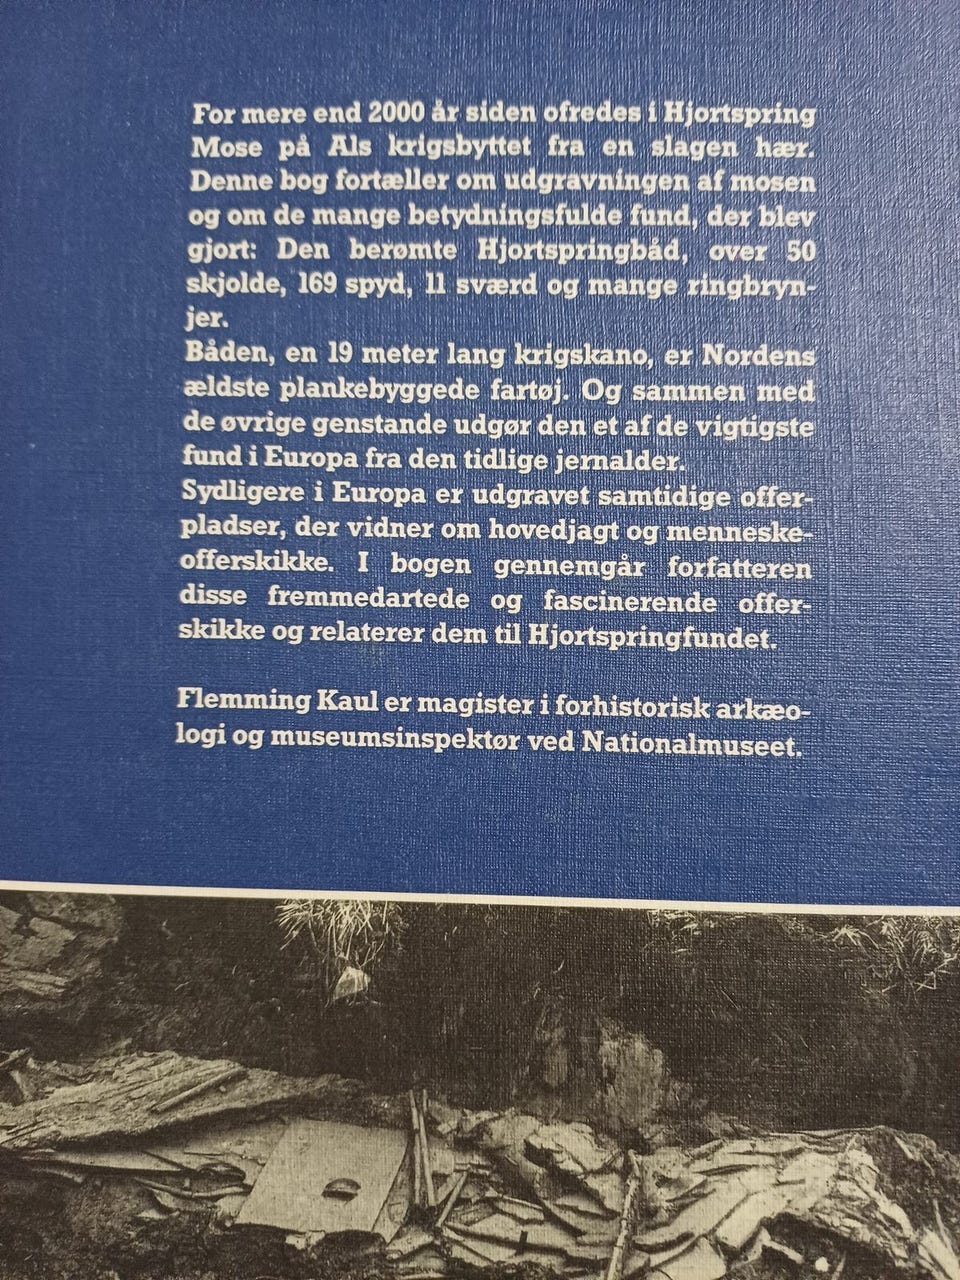 For mere end 2000 år siden ofredes i Hjortspring
Mose på Als krigsbyttet fra en slagen hær.
Denne bog fortæller om udgravningen af mosen
og om de mange betydningsfulde fund, der blev
gjort: Den berømte Hjortspringbåd, over 50
skjolde, 169 spyd, 11 sværd og mange ringbryn-
jer.
Båden, en 19 meter lang krigskano, er Nordens
ældste plankebyggede fartøj. Og sammen med
de øvrige genstande udgør den et af de vigtigste
fund i Europa fra den tidlige jernalder.
Sydligere i Europa er udgravet samtidige offer-
pladser, der vidner om hovedjagt og menneske-
offerskikke. I bogen gennemgår forfatteren
disse fremmedartede og fascinerende offer-
skikke og relaterer dem til Hjortspringfundet.
Flemming Kaul er magister i forhistorisk arkæo-
logi og museumsinspektør ved Nationalmuseet.